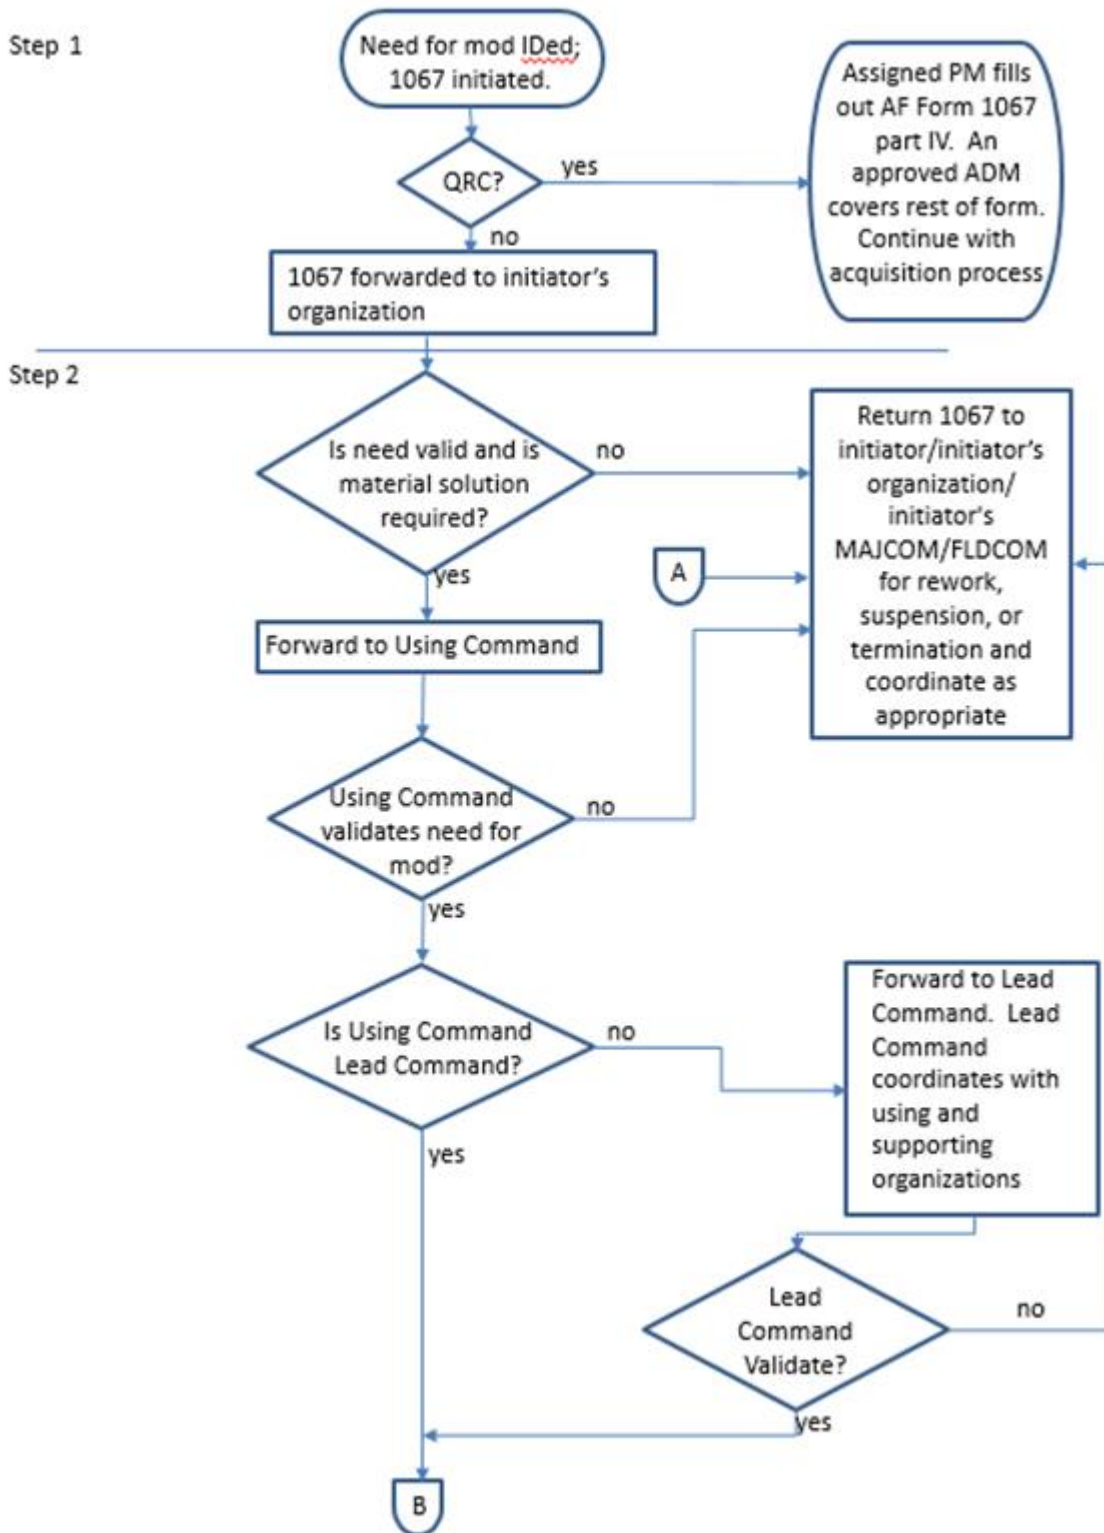 Step 1
Need for mod IDed;
1067 initiated.
Assigned PM fills
out AF Form 1067
part IV. An
approved ADM
covers rest of form.
Continue with
acquisition process
QRC?
yes
no
1067 forwarded to initiator's
organization
Step 2
Is need valid and is
material solution
required?
no
yes
Return 1067 to
initiator/initiator's
organization/
initiator's
MAJCOM/FLDCOM
for rework,
suspension, or
termination and
coordinate as
appropriate
A
Forward to Using Command
Using Command
validates need for
mod?
no
yes
Is Using Command
Lead Command?
no
yes
Forward to Lead
Command. Lead
Command
coordinates with
using and
supporting
organizations
Lead
Command
Validate?
no
yes
B